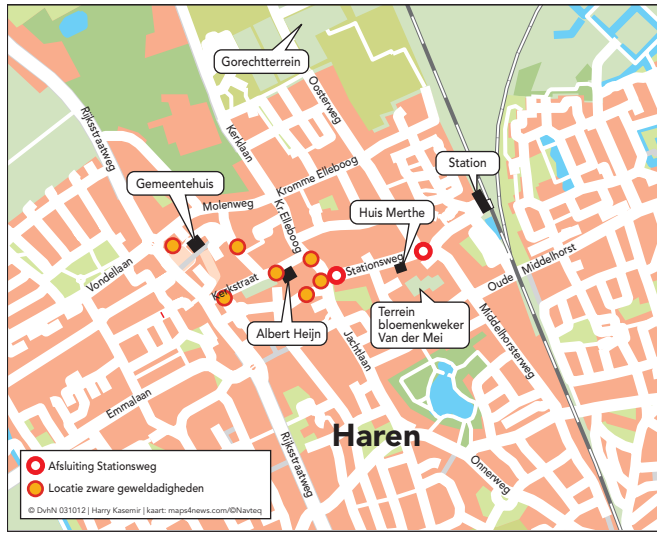 Gorechtterrein
Oosterweg
Rijksstraatweg
Kerklaan
Station
Kromme Elleboog
Gemeentehuis
Molenweg
Kr. Elleboog
Huis Merthe
Vondellaan
Stationsweg
Oude Middelhorst
Kerkstraat
Terrein
bloemenkweker
Van der Mei
Albert Heijn
Jachtlaan
Middelhorsterweg
Emmalaan
Haren
Rijksstraatweg
Onnerweg
Afsluiting Stationsweg
Locatie zware geweldadigheden
© DvhN 031012 | Harry Kasemir | kaart: maps4news.com/©Navteq